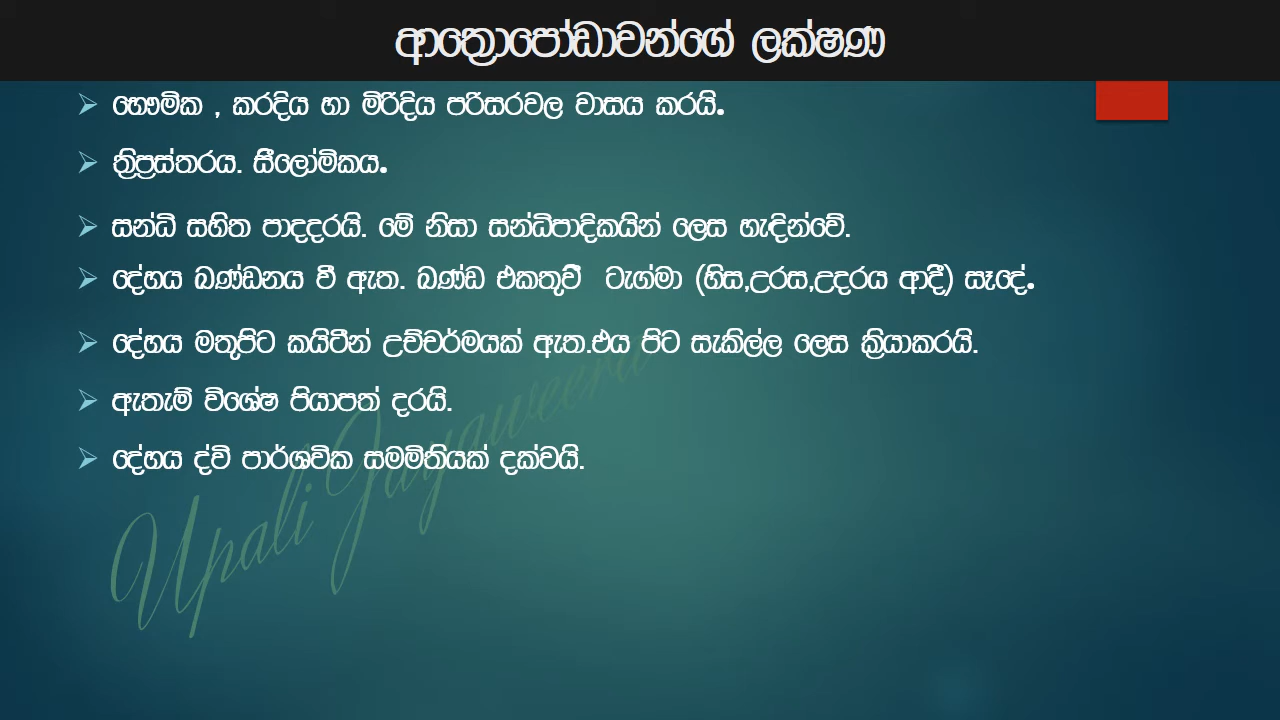 ආත්‍රොපෝඩාවන්ගේ ලක්ෂණ
භෞමික , කරදිය හා මිරිදිය පරිසරවල වාසය කරයි.
ත්‍රිප්‍රස්තරය. සීලෝමිකය.
සන්ධි සහිත පාදදරයි. මේ නිසා සන්ධිපාදිකයින් ලෙස හැඳින්වේ.
දේහය ඛණ්ඩනය වී ඇත. ඛණ්ඩ එකතුවී ටැග්මා (හිස,උරස,උදරය ආදී) සෑදේ.
දේහය මතුපිට කයිටීන් උච්චර්මයක් ඇත.එය පිට සැකිල්ල ලෙස ක්‍රියාකරයි.
ඇතැම් විශේෂ පියාපත් දරයි.
දේහය ද්වි පාර්ශවික සමමිතියක් දක්වයි.
Upali Jayaweera